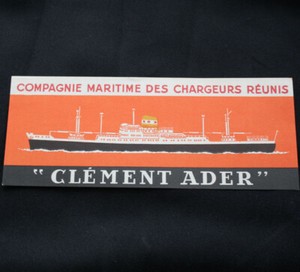 COMPAGNIE MARITIME DES CHARGEURS RÉUNIS
"CLÉMENT ADER"